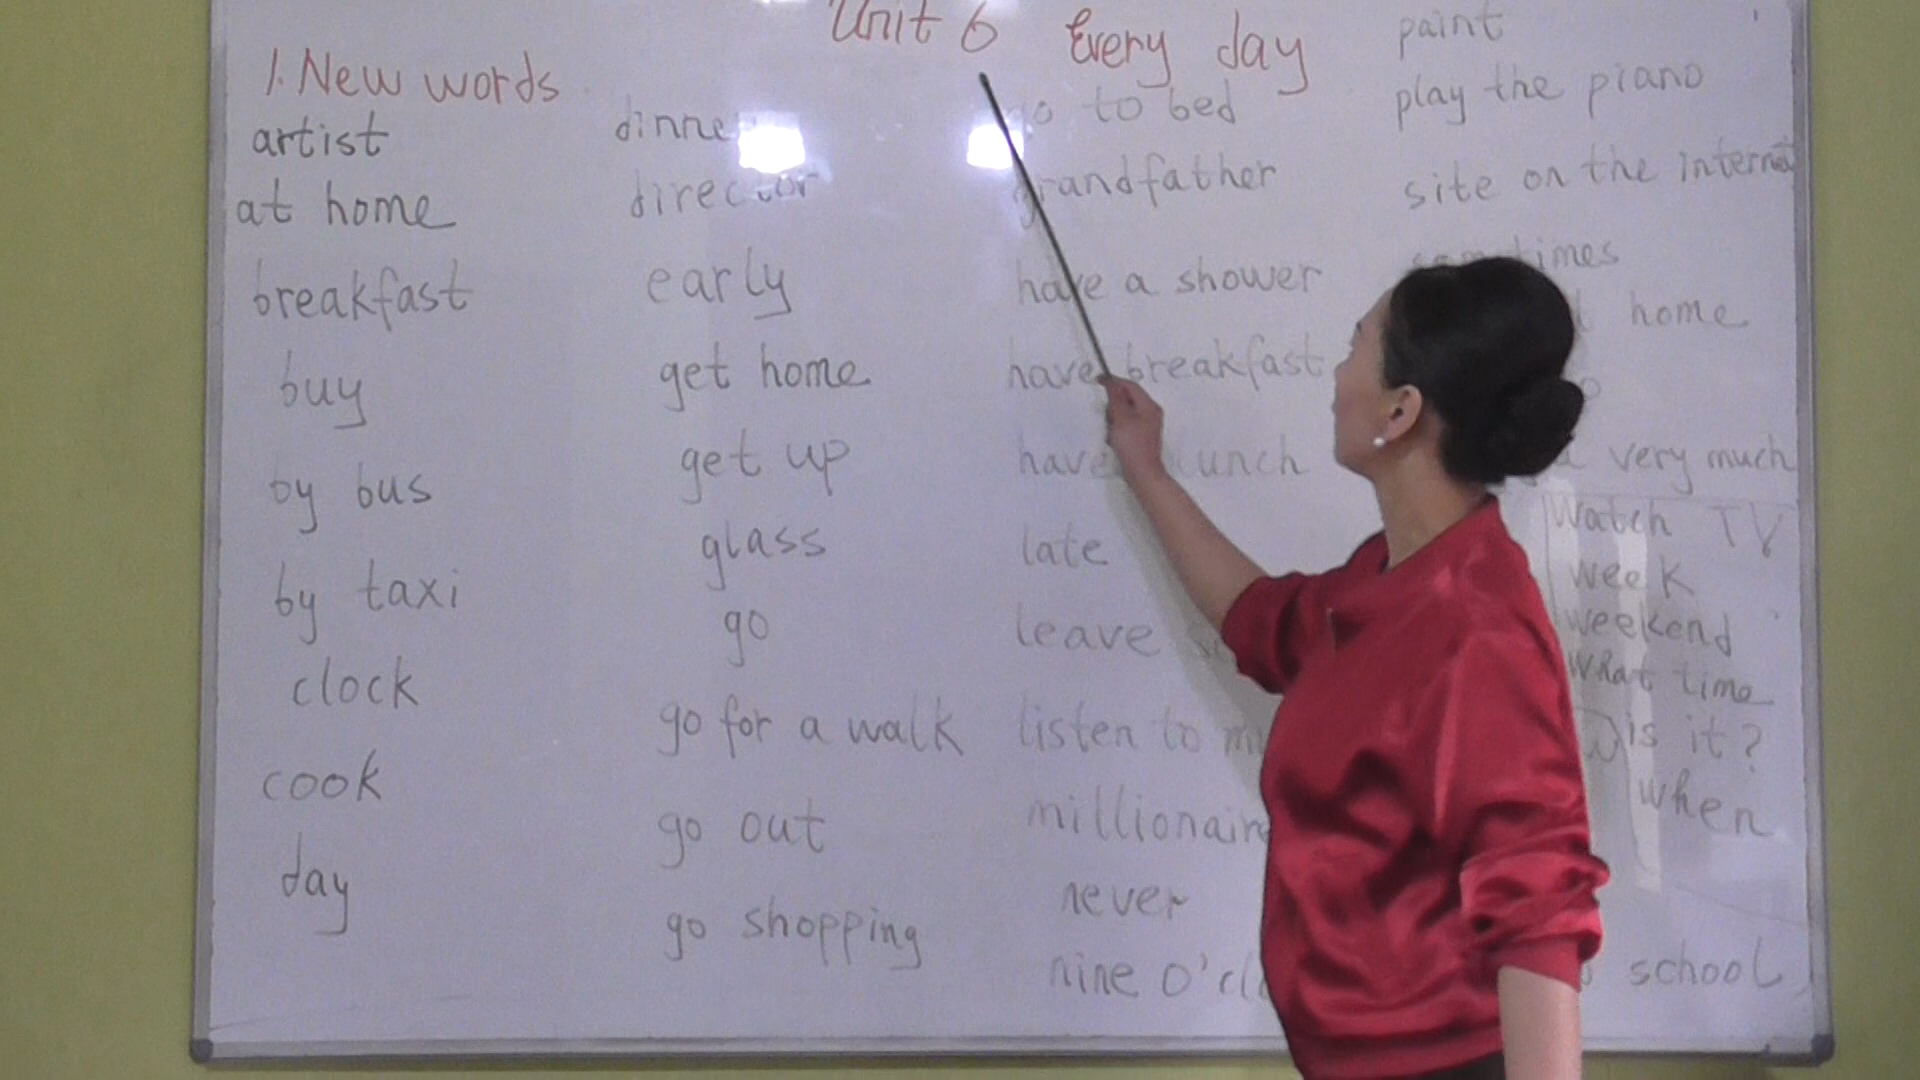 Unit 6 Every day
1. New words
artist
at home
breakfast
buy
by bus
by taxi
clock
cook
day
dinne
director
early
get home
get up
glass
go
go for a walk
go out
go shopping
go to bed
grandfather
have a shower
have breakfast
have lunch
late
leave
listen to
millionaire
never
nine o'cl
paint
play the piano
site on the internet
sometimes
home
very much
Watch TV
week
weekend
What time
is it?
when
school